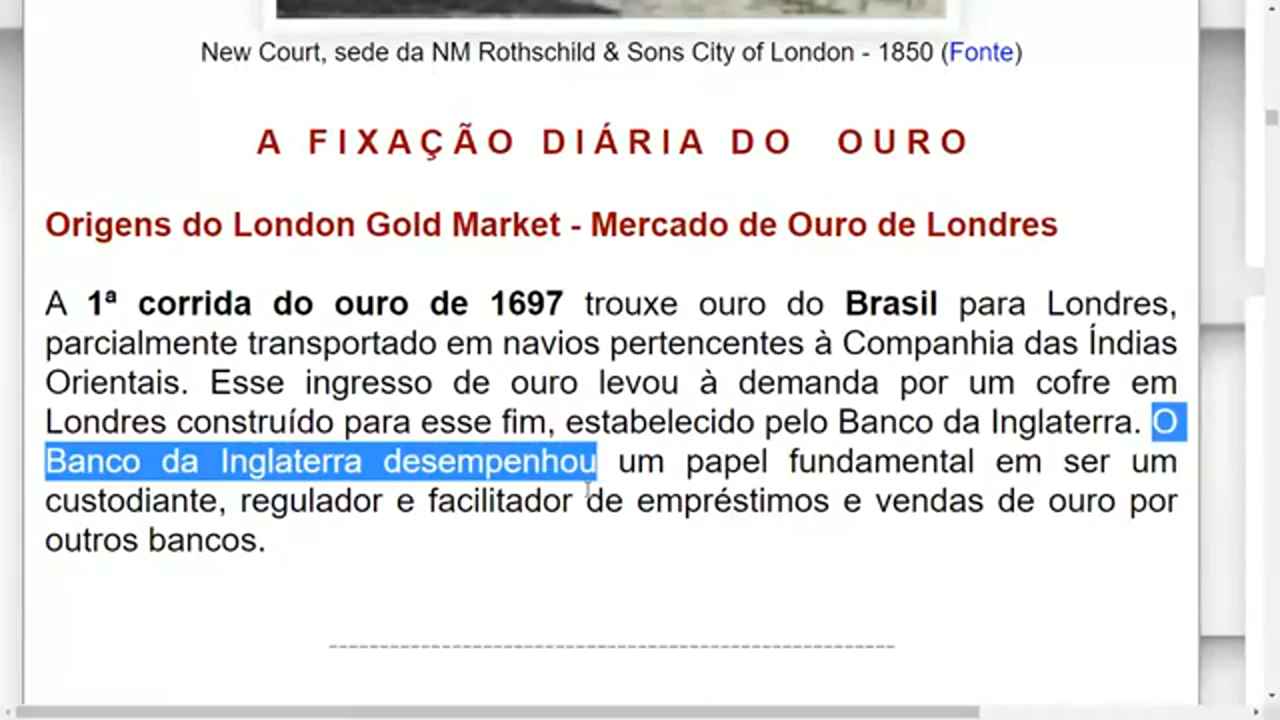 New Court, sede da NM Rothschild & Sons City of London - 1850 (Fonte)
A FIXAÇÃO DIÁRIA DO OURO
Origens do London Gold Market - Mercado de Ouro de Londres
A 1ª corrida do ouro de 1697 trouxe ouro do Brasil para Londres,
parcialmente transportado em navios pertencentes à Companhia das Índias
Orientais. Esse ingresso de ouro levou à demanda por um cofre em
Londres construído para esse fim, estabelecido pelo Banco da Inglaterra. O
Banco da Inglaterra desempenhou um papel fundamental em ser um
custodiante, regulador e facilitador de empréstimos e vendas de ouro por
outros bancos.